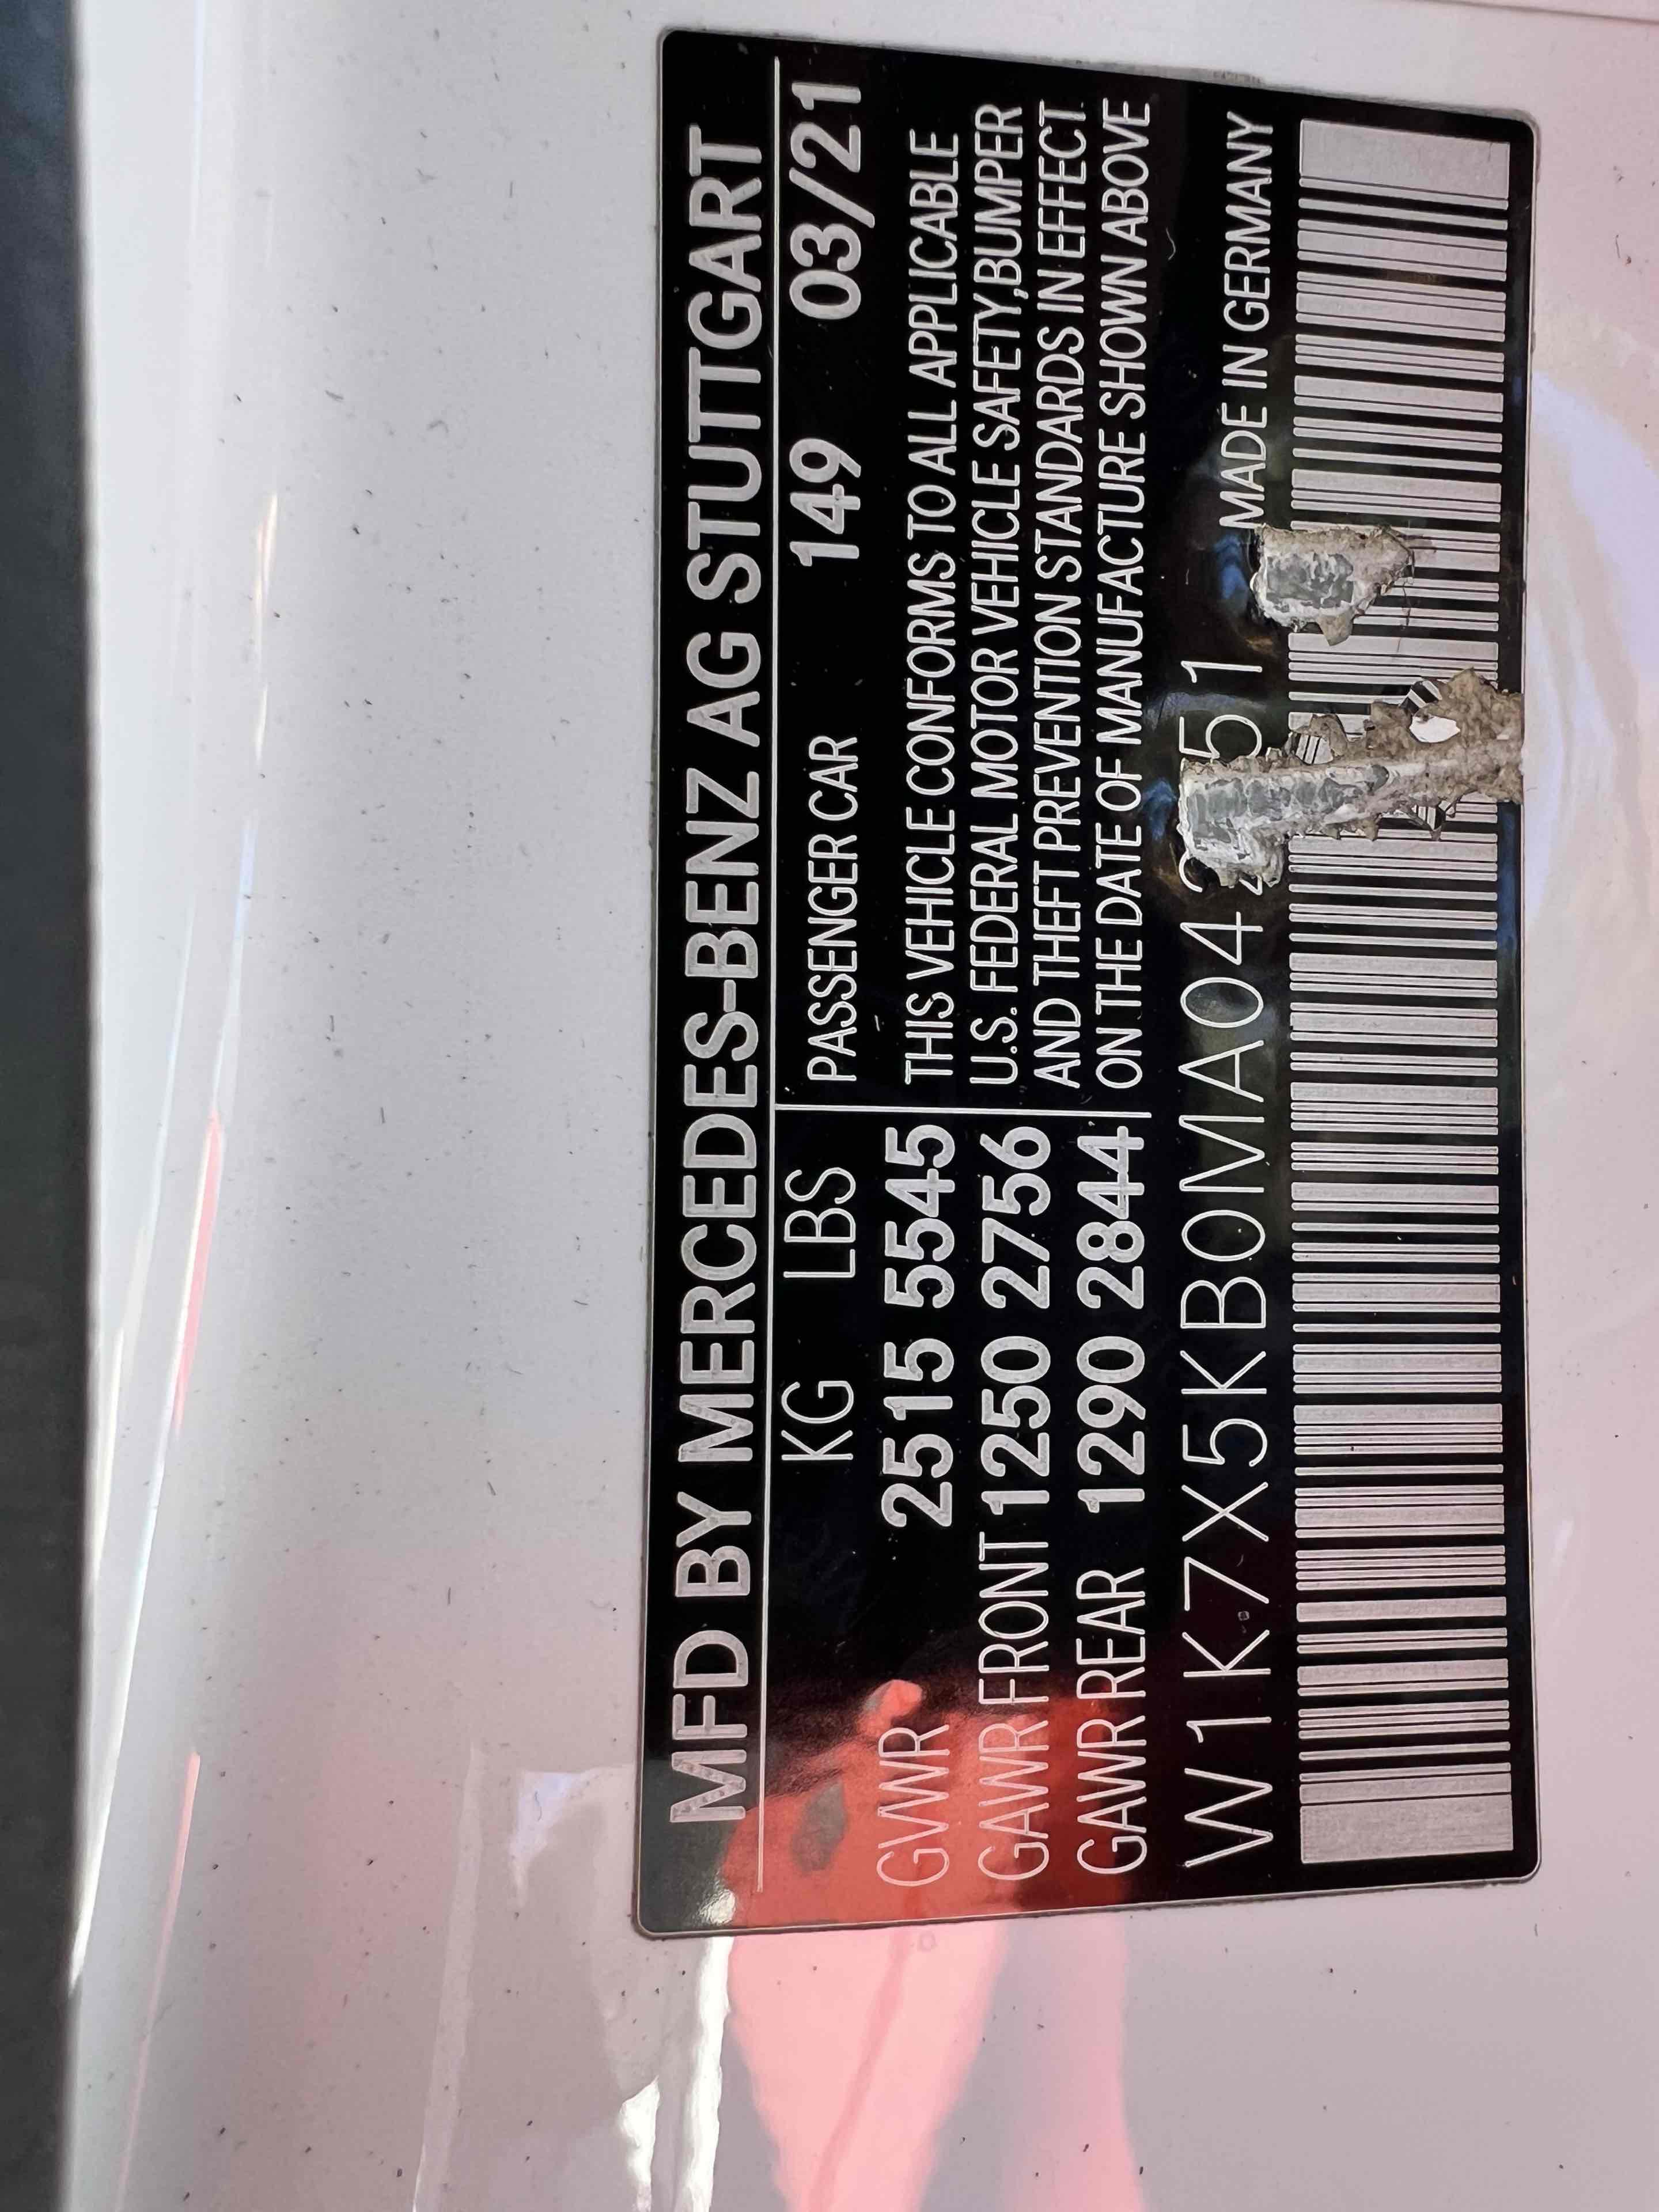 MFD BY MERCEDES-BENZ AG STUTTGART
KG LBS PASSENGER CAR 149 03/21
GVWR 2515 5545
GAWR FRONT 1250 2756
GAWR REAR 1290 2844
THIS VEHICLE CONFORMS TO ALL APPLICABLE
U.S. FEDERAL MOTOR VEHICLE SAFETY,BUMPER
AND THEFT PREVENTION STANDARDS IN EFFECT
ON THE DATE OF MANUFACTURE SHOWN ABOVE
MADE IN GERMANY